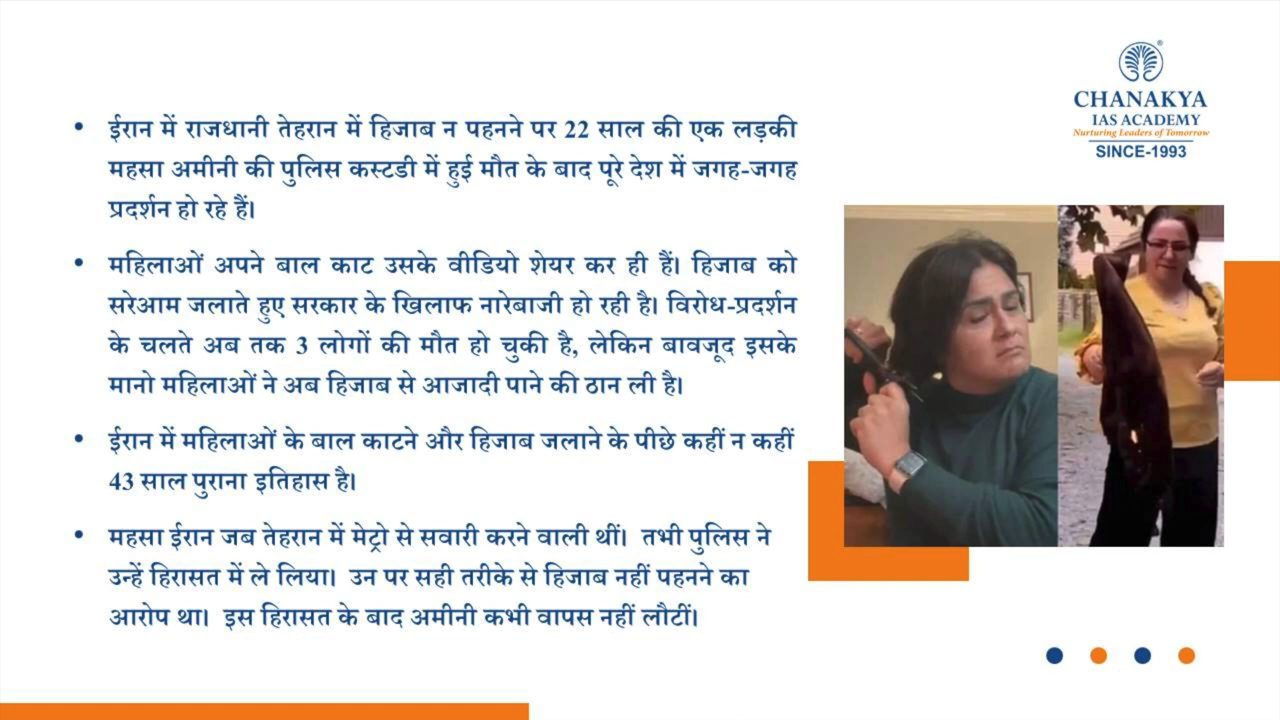 CHANAKYA
IAS ACADEMY
Nurturing Leaders of Tomorrow
SINCE-1993
• ईरान में राजधानी तेहरान में हिजाब न पहनने पर 22 साल की एक लड़की
महसा अमीनी की पुलिस कस्टडी में हुई मौत के बाद पूरे देश में जगह-जगह
प्रदर्शन हो रहे हैं।
• महिलाओं अपने बाल काट उसके वीडियो शेयर कर ही हैं। हिजाब को
सरेआम जलाते हुए सरकार के खिलाफ नारेबाजी हो रही है। विरोध-प्रदर्शन
के चलते अब तक 3 लोगों की मौत हो चुकी है, लेकिन बावजूद इसके
मानो महिलाओं ने अब हिजाब से आजादी पाने की ठान ली है।
• ईरान में महिलाओं के बाल काटने और हिजाब जलाने के पीछे कहीं न कहीं
43 साल पुराना इतिहास है।
• महसा ईरान जब तेहरान में मेट्रो से सवारी करने वाली थीं। तभी पुलिस ने
उन्हें हिरासत में ले लिया। उन पर सही तरीके से हिजाब नहीं पहनने का
आरोप था। इस हिरासत के बाद अमीनी कभी वापस नहीं लौटीं।